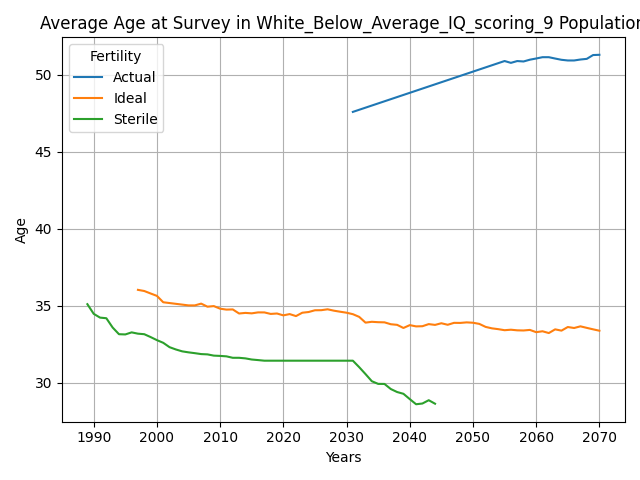 Average Age at Survey in White_Below_Average_IQ_scoring_9 Population
Fertility
Actual
Ideal
Sterile
50
45
40
35
30
Age
1990
2000
2010
2020
2030
2040
2050
2060
2070
Years